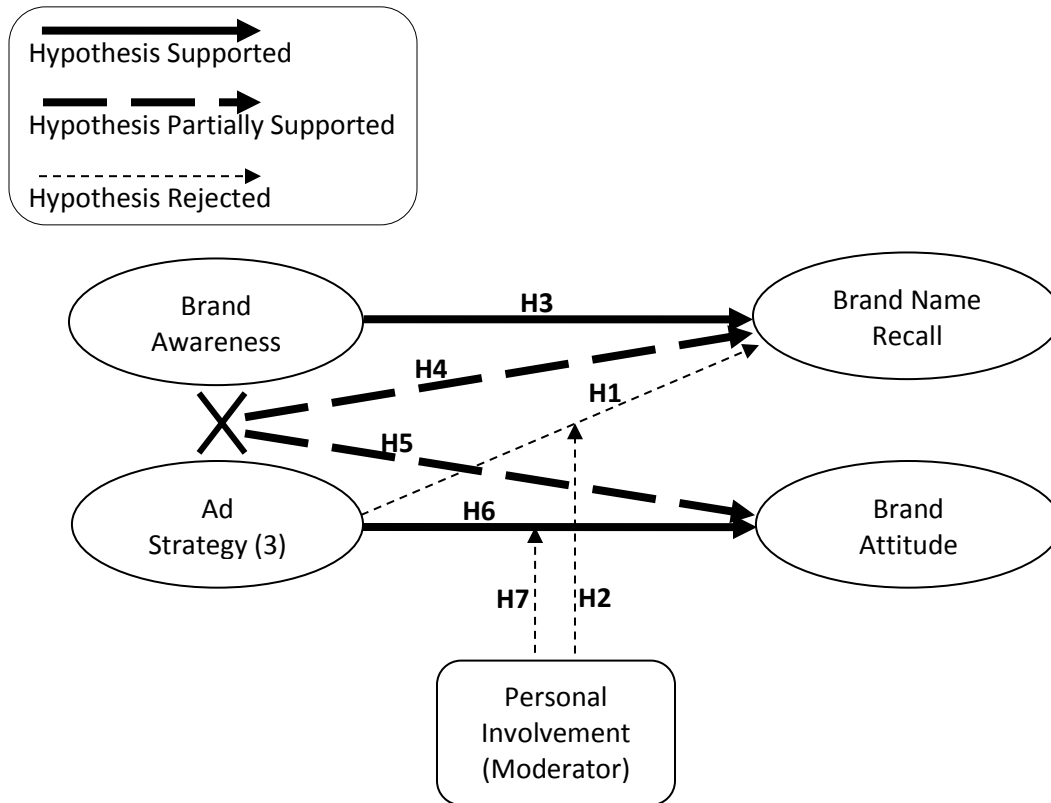 Hypothesis Supported
Hypothesis Partially Supported
Hypothesis Rejected
Brand
Awareness
H3
Brand Name
Recall
H4
H1
H5
Ad
Strategy (3)
H6
Brand
Attitude
H7
H2
Personal
Involvement
(Moderator)